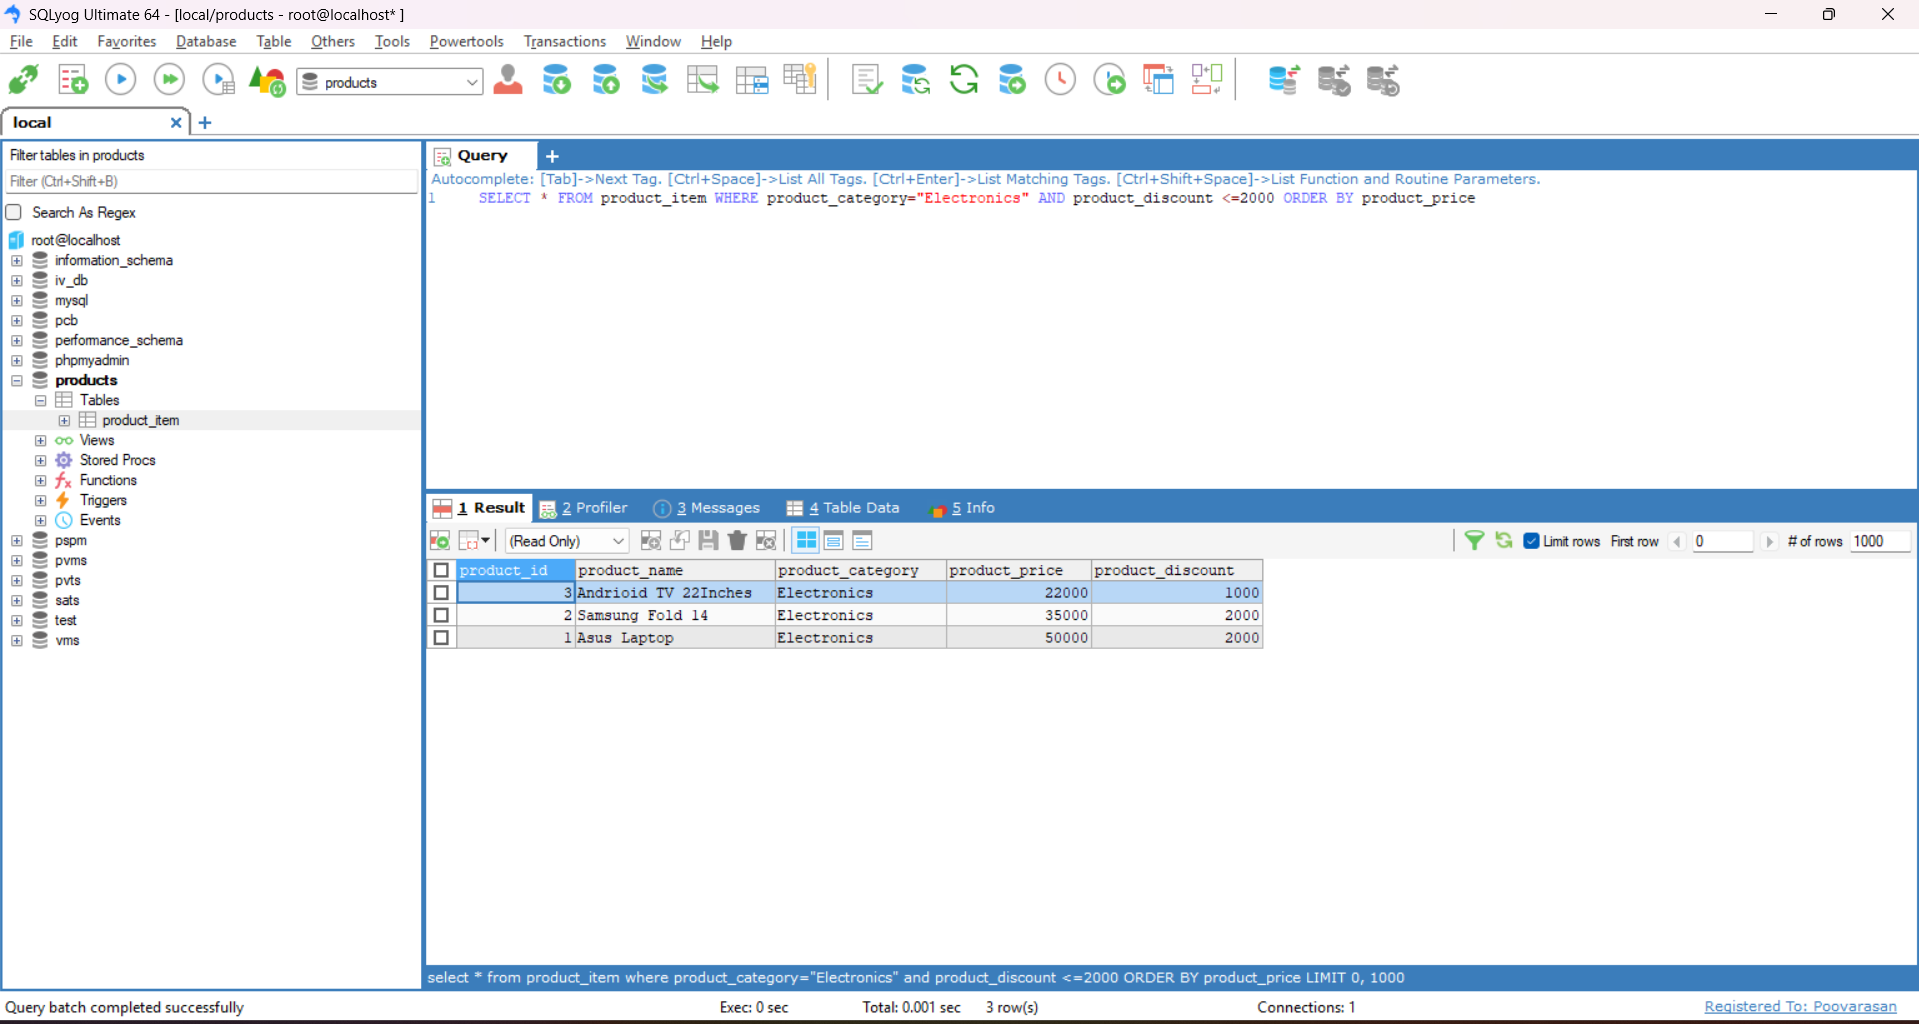 SQLyog Ultimate 64 - [local/products - root@localhost* ]
File Edit Favorites Database Table Others Tools Powertools Transactions Window Help
products
local
Filter tables in products
Filter (Ctrl+Shift+B)
Search As Regex
root@localhost
information_schema
iv_db
mysql
pcb
performance_schema
phpmyadmin
products
Tables
product_item
Views
Stored Procs
Functions
Triggers
Events
pspm
pvms
pvts
sats
test
vms
Query
Autocomplete: [Tab]->Next Tag. [Ctrl+Space]->List All Tags. [Ctrl+Enter]->List Matching Tags. [Ctrl+Shift+Space]->List Function and Routine Parameters.
1 SELECT * FROM product_item WHERE product_category="Electronics" AND product_discount <=2000 ORDER BY product_price
1 Result 2 Profiler 3 Messages 4 Table Data 5 Info
(Read Only) Limit rows First row 0 # of rows 1000
product_id product_name product_category product_price product_discount
3 Andrioid TV 22Inches Electronics 22000 1000
2 Samsung Fold 14 Electronics 35000 2000
1 Asus Laptop Electronics 50000 2000
select * from product_item where product_category="Electronics" and product_discount <=2000 ORDER BY product_price LIMIT 0, 1000
Query batch completed successfully Exec: 0 sec Total: 0.001 sec 3 row(s) Connections: 1 Registered To: Poovarasan